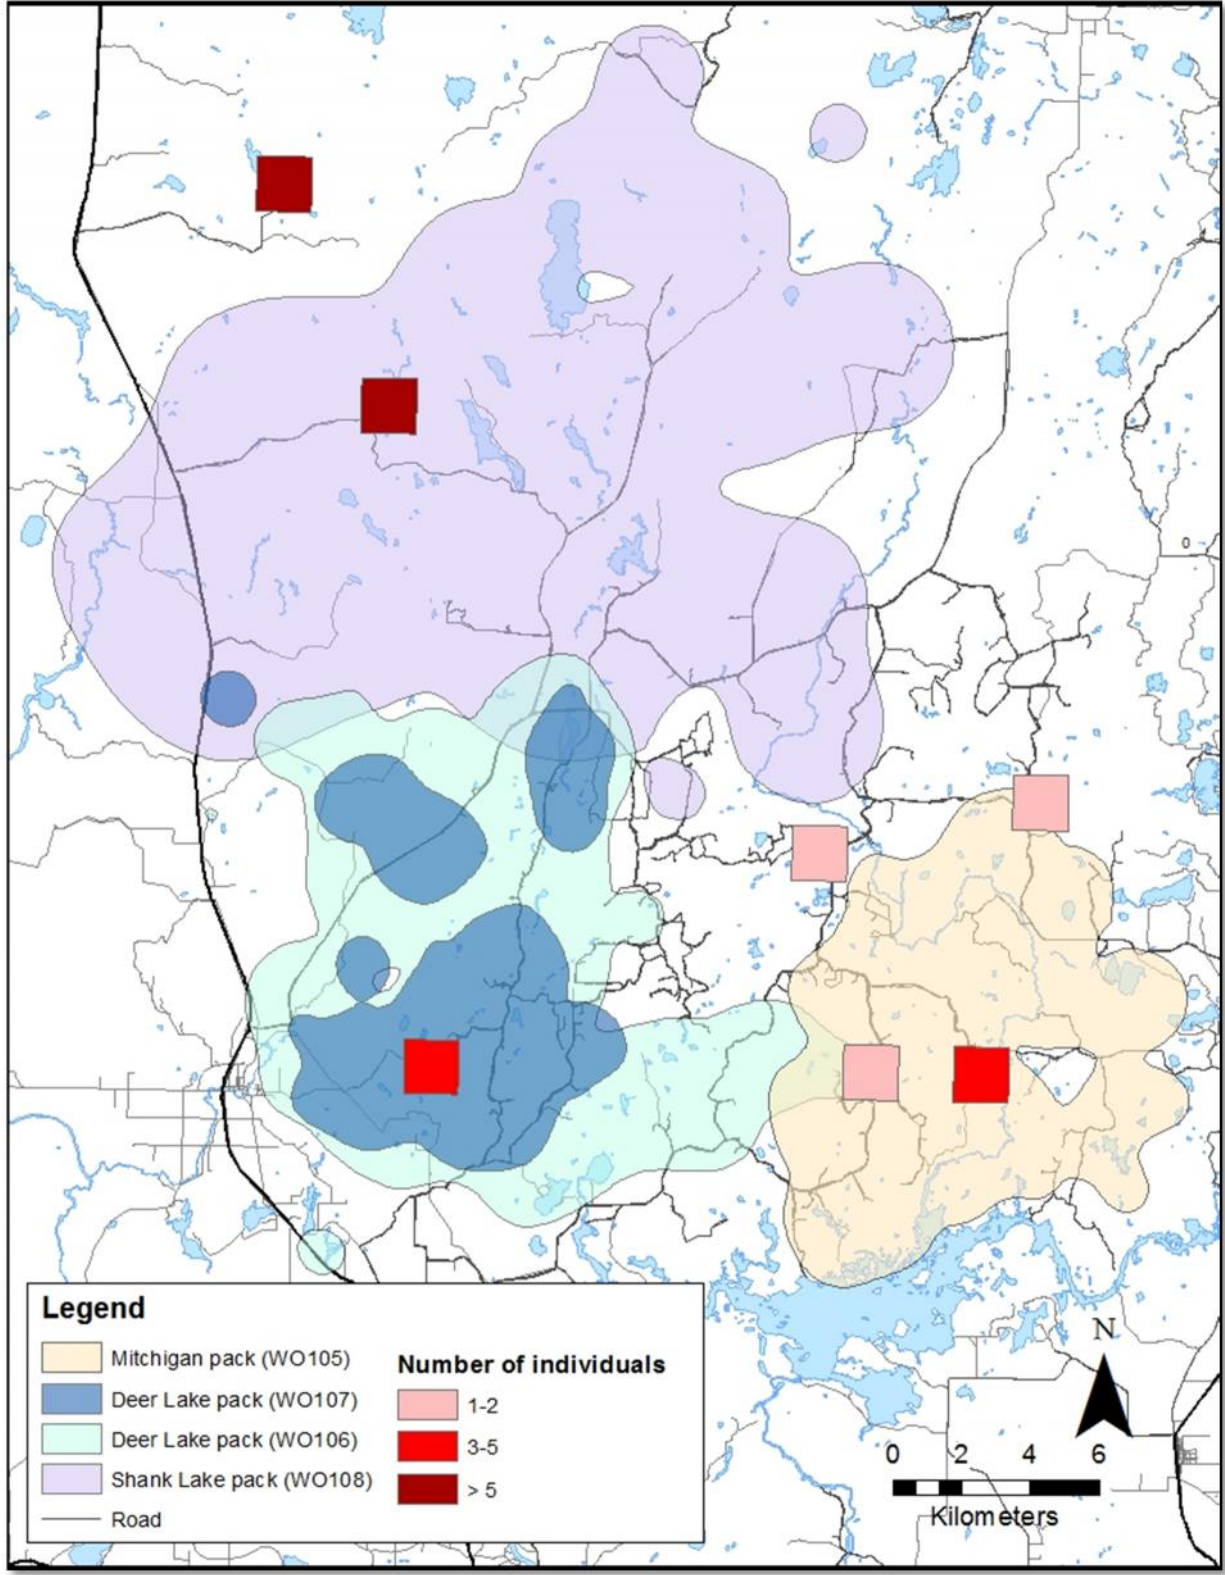 0
Legend
Mitchigan pack (WO105)
Deer Lake pack (WO107)
Deer Lake pack (WO106)
Shank Lake pack (WO108)
Road
Number of individuals
1-2
3-5
> 5
N
0 2 4 6
Kilometers